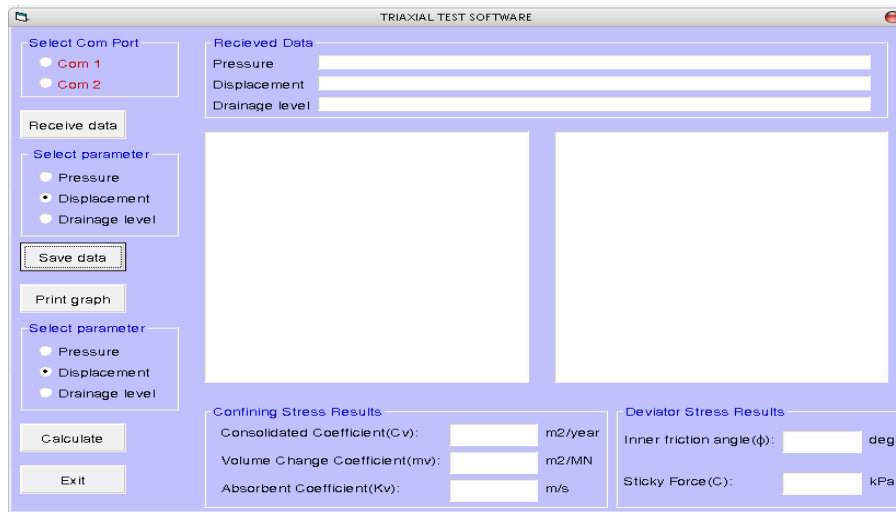 TRIAXIAL TEST SOFTWARE
Select Com Port
Com 1
Com 2
Receive data
Select parameter
Pressure
Displacement
Drainage level
Save data
Print graph
Select parameter
Pressure
Displacement
Drainage level
Calculate
Exit
Recieved Data
Pressure
Displacement
Drainage level
Confining Stress Results
Consolidated Coefficient(Cv): m2/year
Volume Change Coefficient(mv): m2/MN
Absorbent Coefficient(Kv): m/s
Deviator Stress Results
Inner friction angle(ϕ): deg
Sticky Force(C): kPa